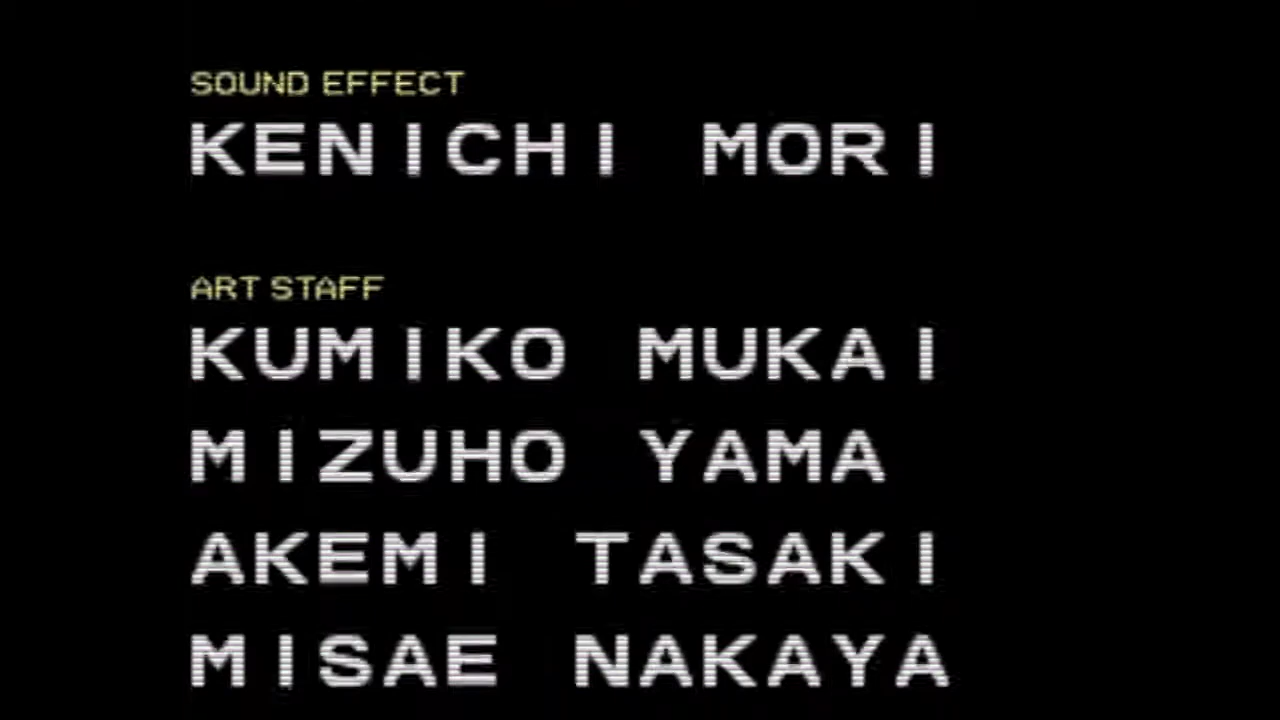 SOUND EFFECT
KENICHI MORI
ART STAFF
KUMIKO MUKAI
MIZUHO YAMA
AKEMI TASAKI
MISAE NAKAYA